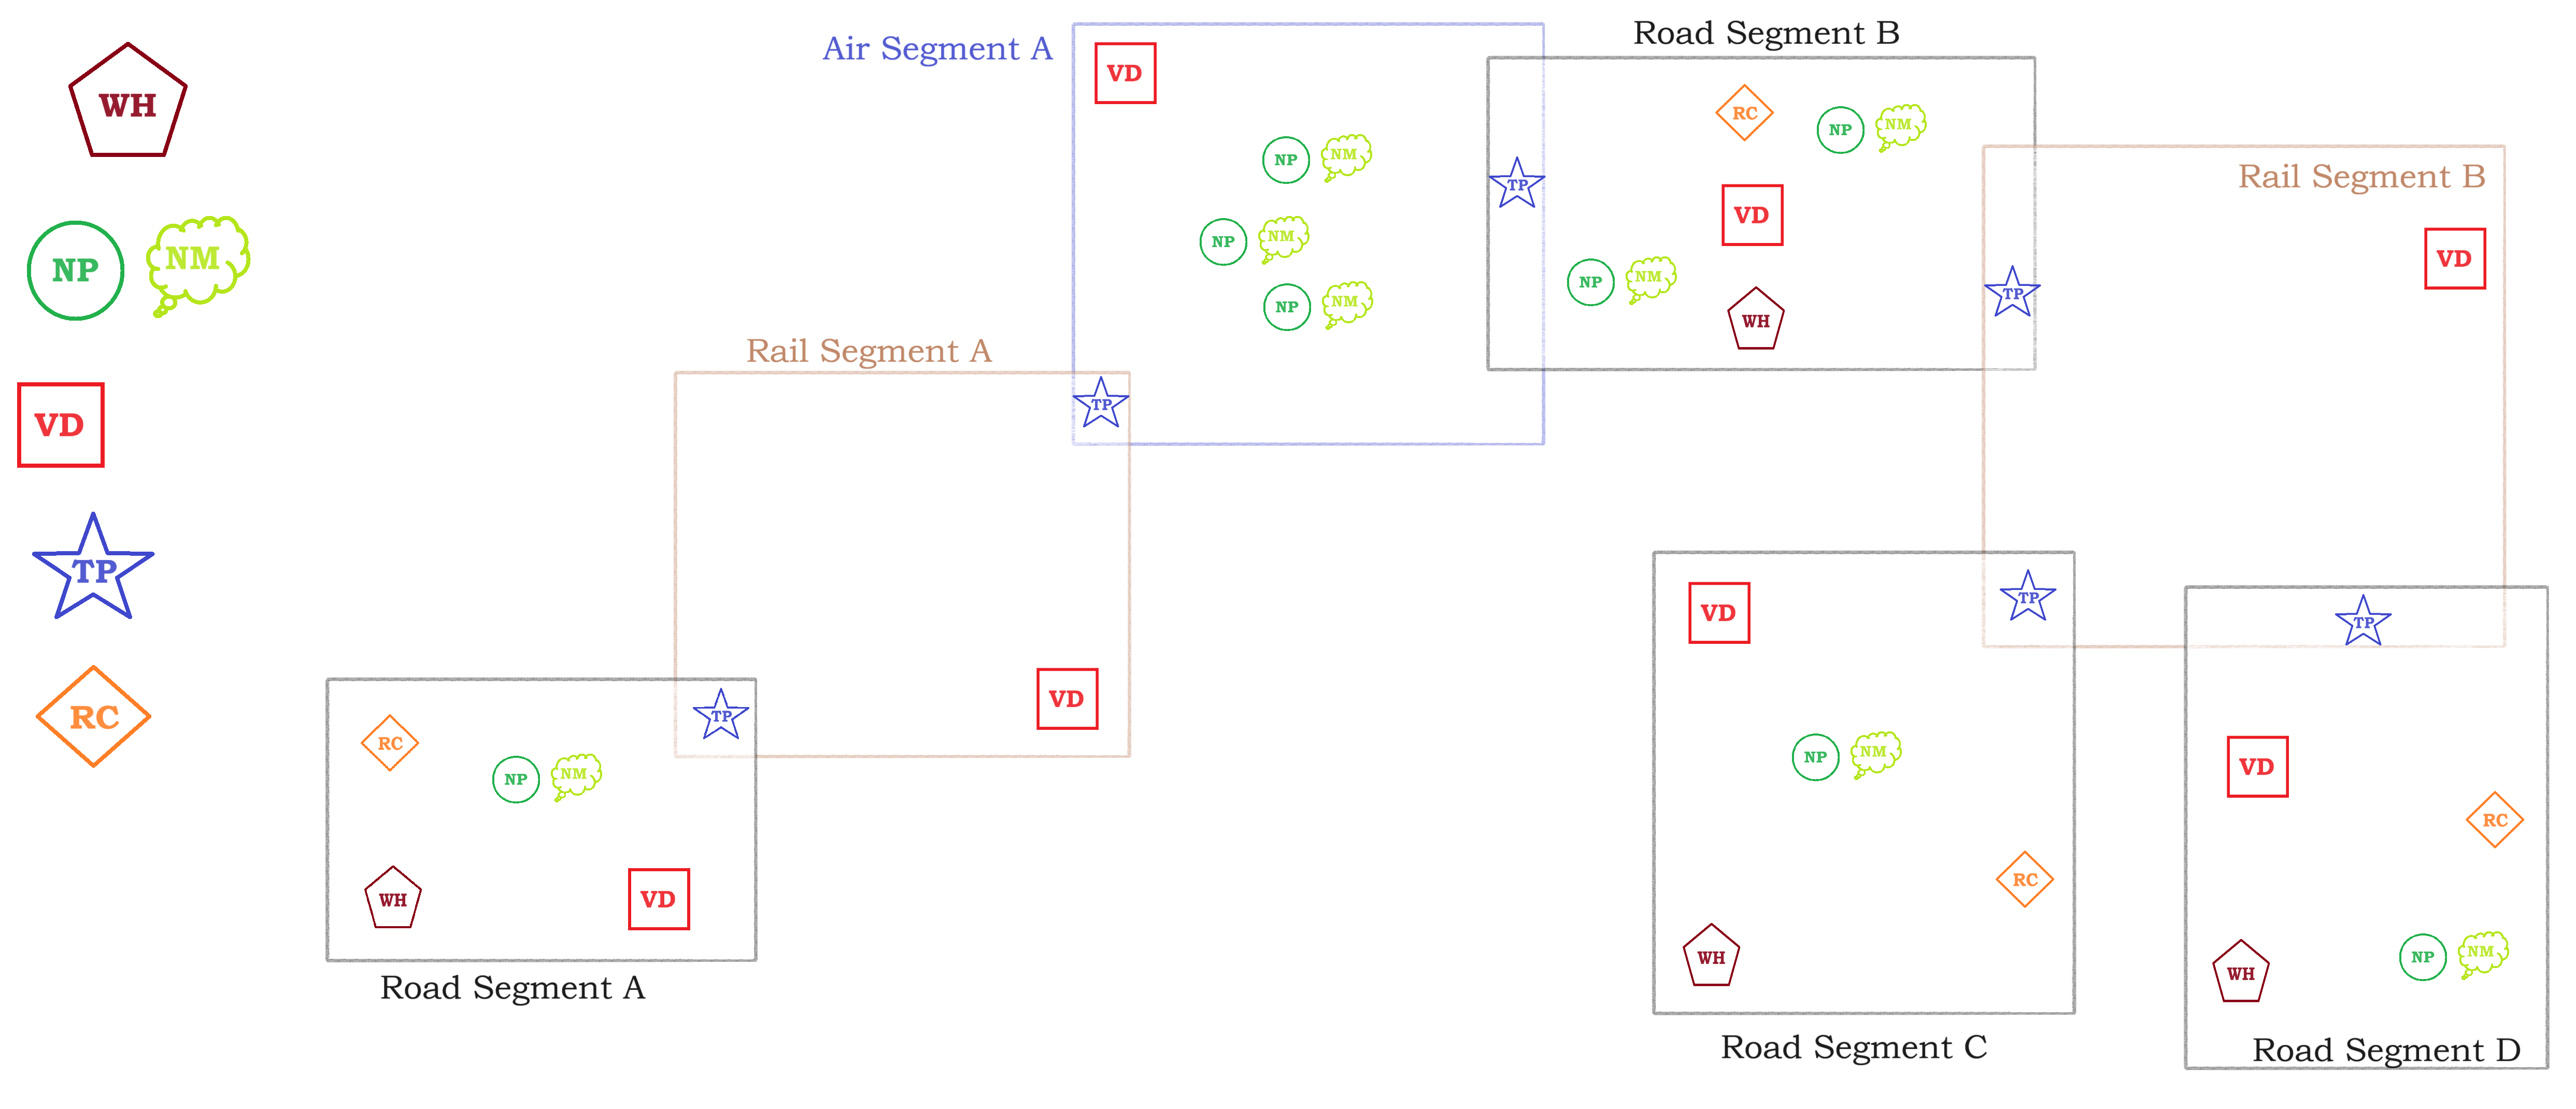 WH
NP NM
VD
TP
RC
Air Segment A
VD
NP NM
NP NM
NP NM
TP
TP
Road Segment B
RC
NP NM
VD
NP NM
WH
TP
Rail Segment B
VD
Rail Segment A
TP
VD
RC
NP NM
WH
VD
Road Segment A
VD
TP
NP NM
RC
WH
Road Segment C
TP
VD
RC
NP NM
WH
Road Segment D